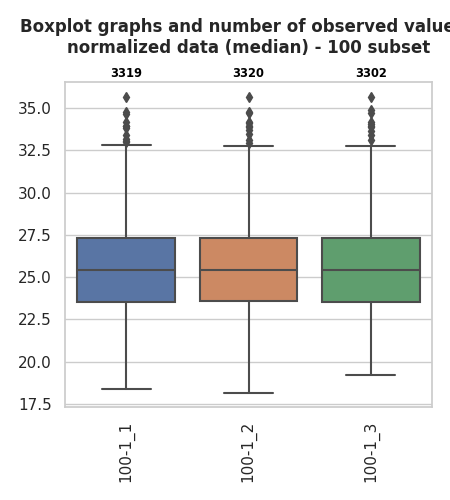 Boxplot graphs and number of observed value
normalized data (median) - 100 subset
3319 3320 3302
35.0
32.5
30.0
27.5
25.0
22.5
20.0
17.5
100-1_1 100-1_2 100-1_3